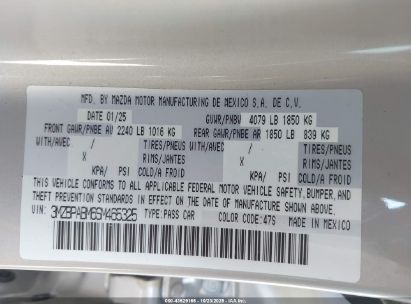 MFD. BY MAZDA MOTOR MANUFACTURING DE MEXICO S.A. DE C.V.
DATE 01/25 GVWR/PNBV 4079 LB 1850 KG
FRONT GAWR/PNBE AV 2240 LB 1016 KG REAR GAWR/PNBE AR 1850 LB 839 KG
WITH/AVEC / TIRES/PNEUS WITH/AVEC / TIRES/PNEUS
X RIMS/JANTES X RIMS/JANTES
KPA/ PSI COLD/A FROID KPA/ PSI COLD/A FROID
THIS VEHICLE CONFORMS TO ALL APPLICABLE FEDERAL MOTOR VEHICLE SAFETY, BUMPER, AND
THEFT PREVENTION STANDARDS IN EFFECT ON THE DATE OF MANUFACTURE SHOWN ABOVE.
VIN: TYPE: PASS CAR COLOR CODE: 47S MADE IN MEXICO